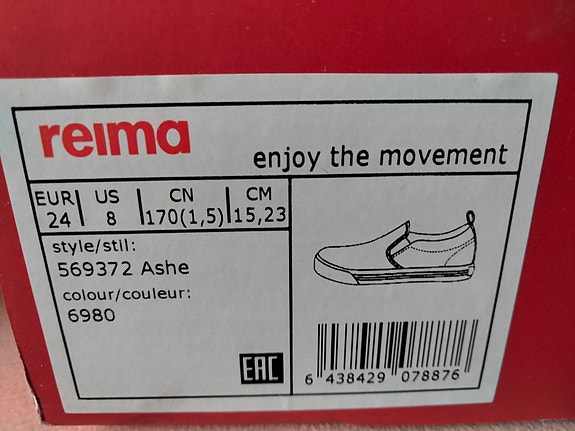 reima
enjoy the movement
EUR US CN CM
24 8 170(1,5) 15,23
style/stil:
569372 Ashe
colour/couleur:
6980
EAC
6 438429 078876